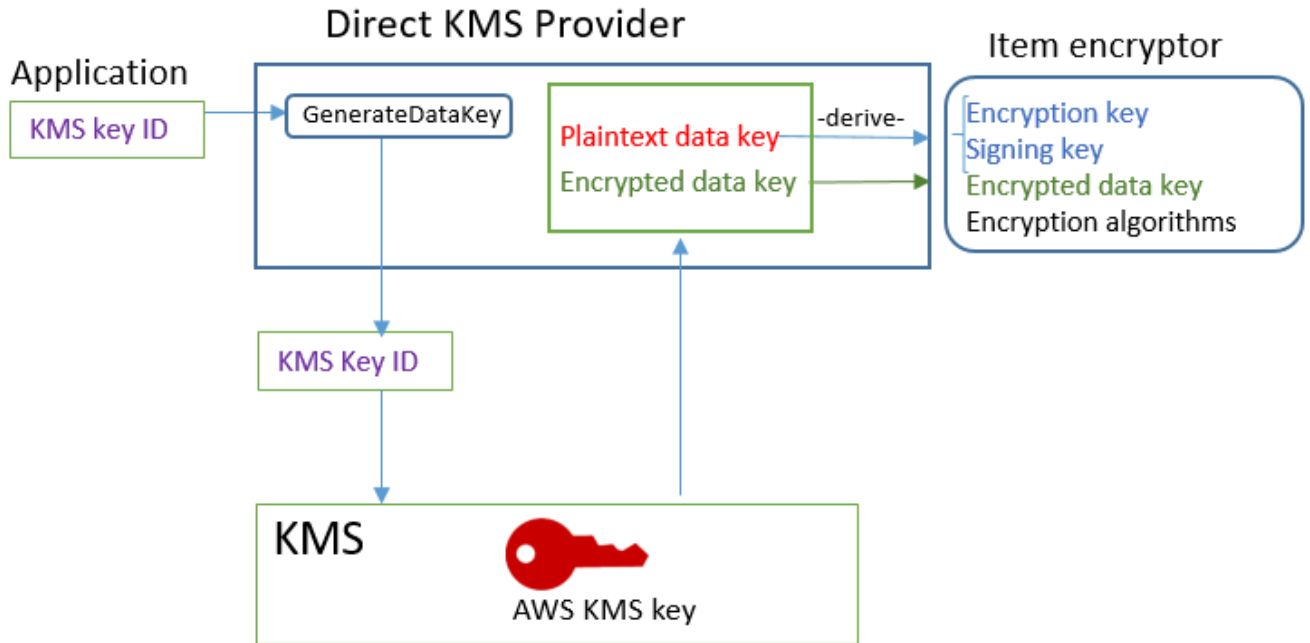 Direct KMS Provider
Item encryptor
Application
KMS key ID
GenerateDataKey
Plaintext data key
Encrypted data key
-derive-
Encryption key
Signing key
Encrypted data key
Encryption algorithms
KMS Key ID
KMS
AWS KMS key